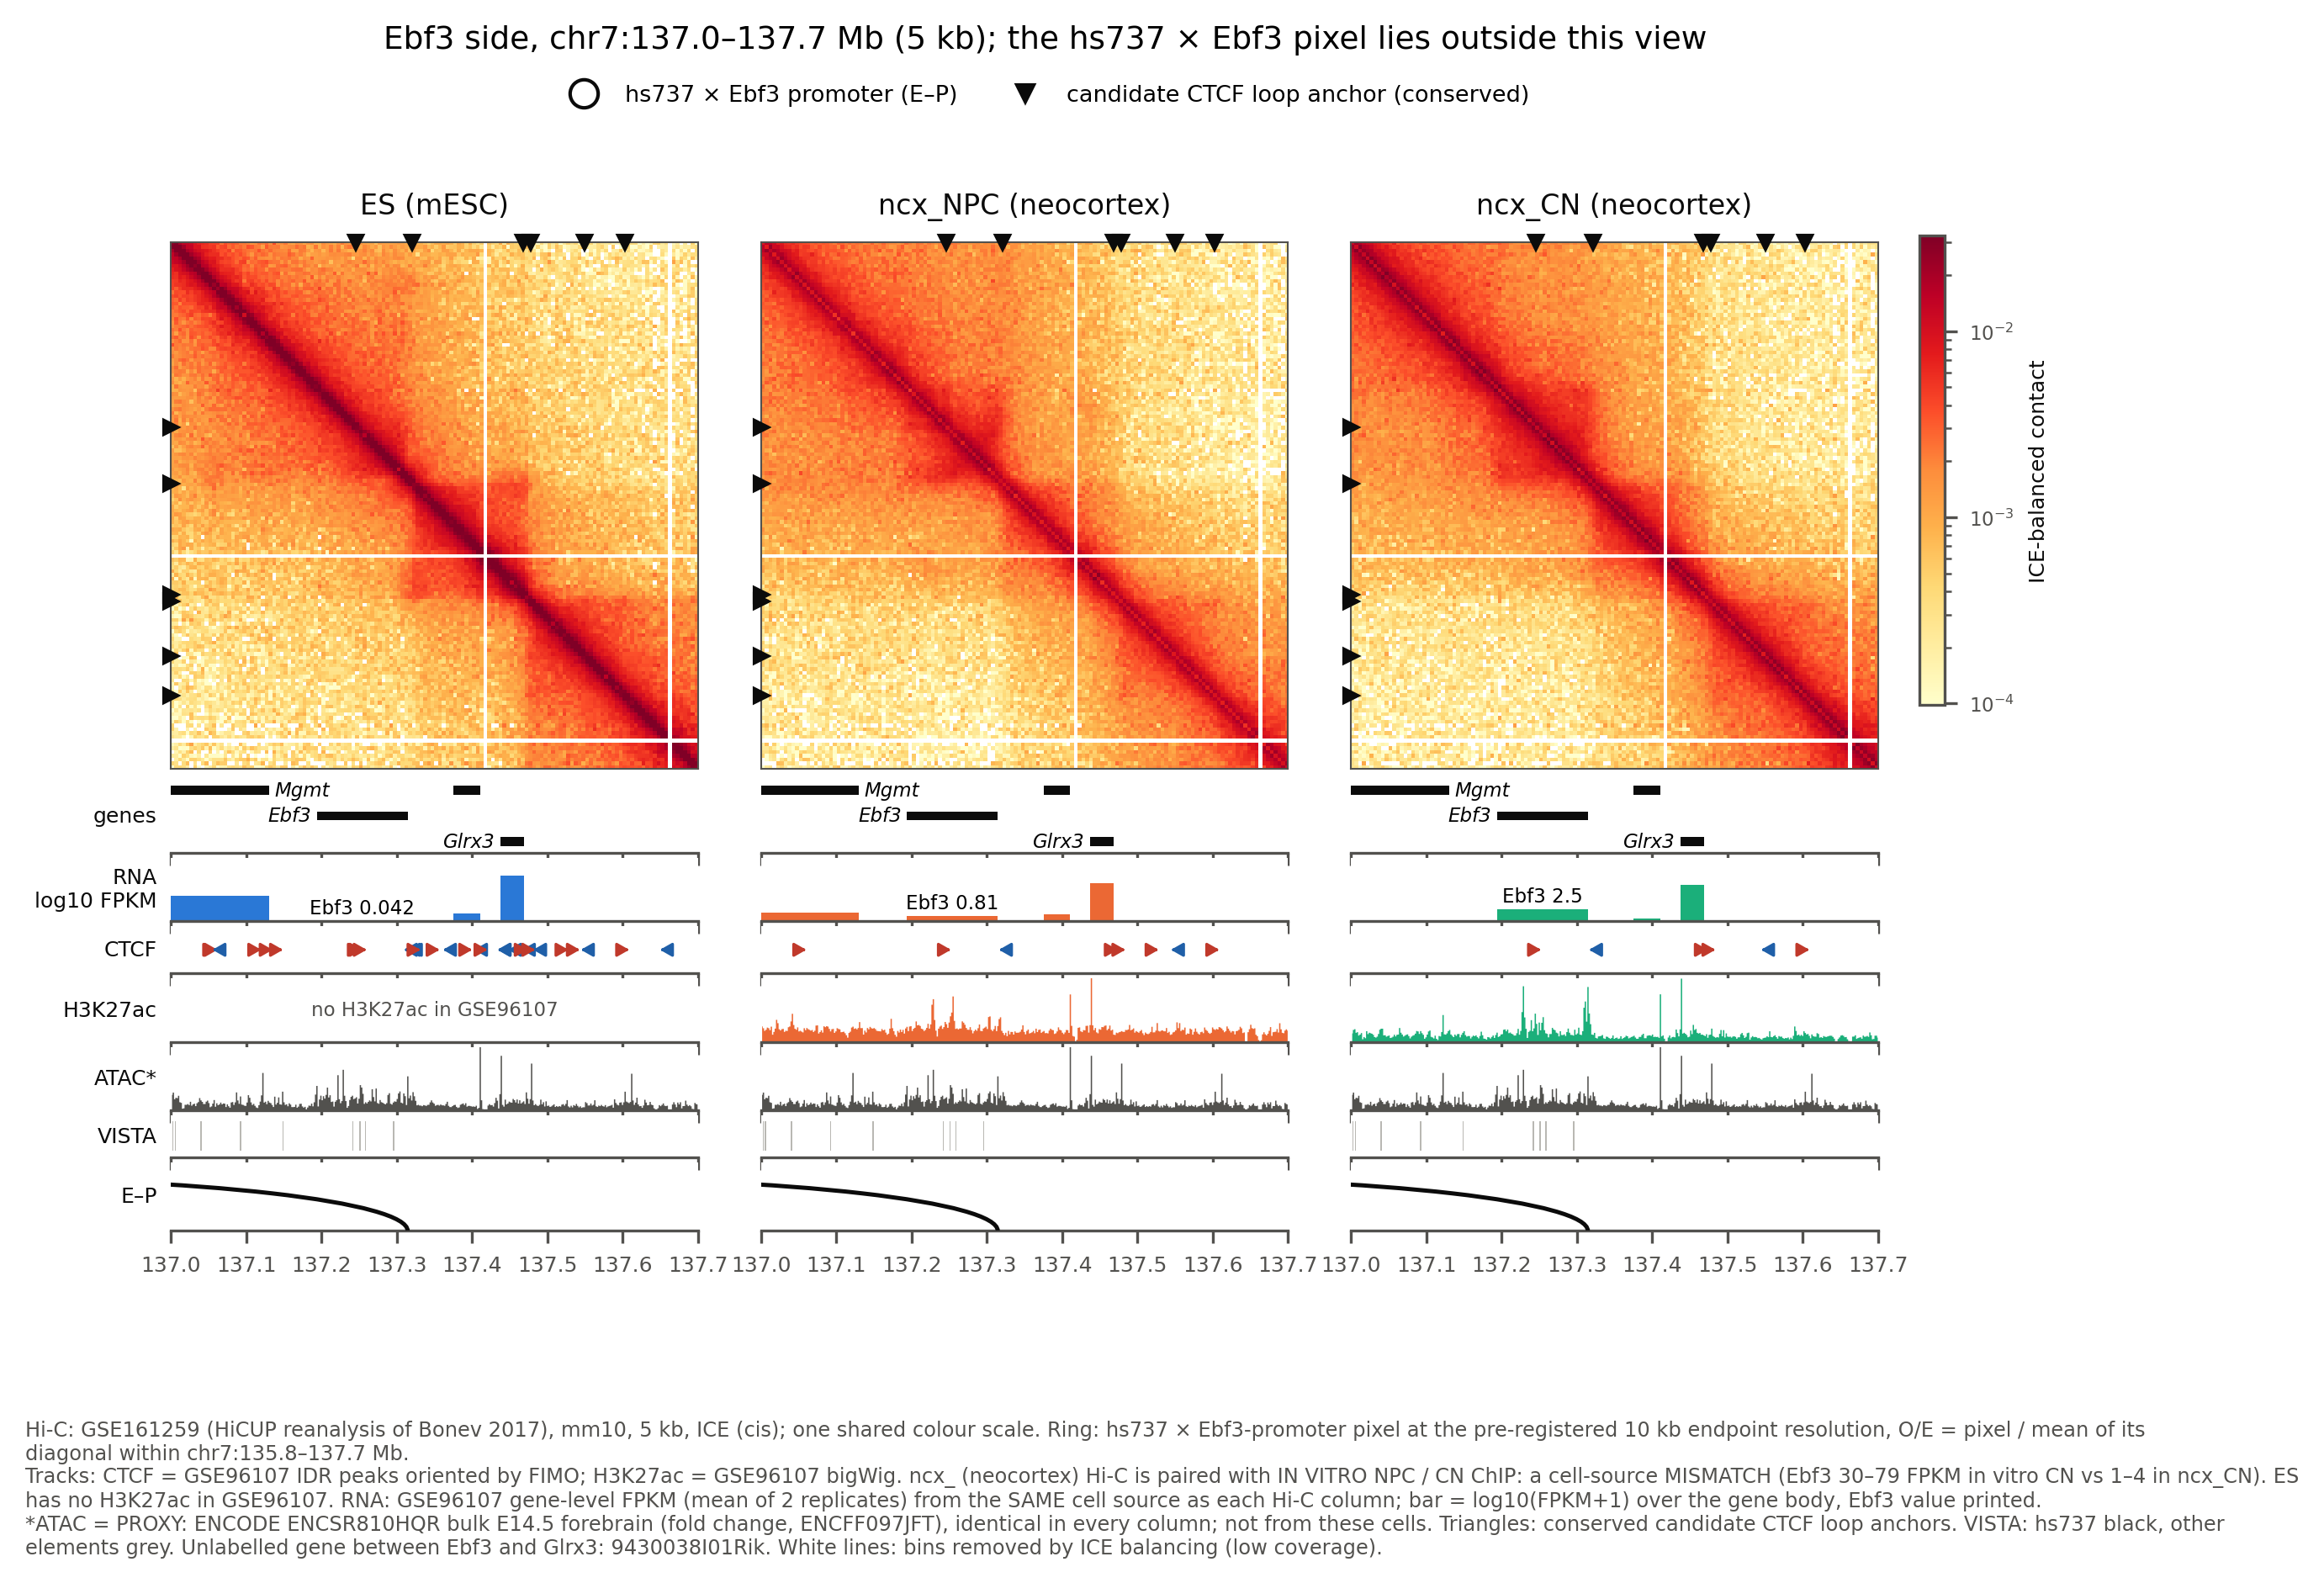 Ebf3 side, chr7:137.0–137.7 Mb (5 kb); the hs737 × Ebf3 pixel lies outside this view
hs737 × Ebf3 promoter (E–P)
candidate CTCF loop anchor (conserved)
ES (mESC)
ncx_NPC (neocortex)
ncx_CN (neocortex)
10−2
10−3
10−4
ICE-balanced contact
genes
Mgmt
Ebf3
Glrx3
Mgmt
Ebf3
Glrx3
Mgmt
Ebf3
Glrx3
RNA
log10 FPKM
Ebf3 0.042
Ebf3 0.81
Ebf3 2.5
CTCF
H3K27ac
no H3K27ac in GSE96107
ATAC*
VISTA
E–P
137.0 137.1 137.2 137.3 137.4 137.5 137.6 137.7
137.0 137.1 137.2 137.3 137.4 137.5 137.6 137.7
137.0 137.1 137.2 137.3 137.4 137.5 137.6 137.7
Hi-C: GSE161259 (HiCUP reanalysis of Bonev 2017), mm10, 5 kb, ICE (cis); one shared colour scale. Ring: hs737 × Ebf3-promoter pixel at the pre-registered 10 kb endpoint resolution, O/E = pixel / mean of its
diagonal within chr7:135.8–137.7 Mb.
Tracks: CTCF = GSE96107 IDR peaks oriented by FIMO; H3K27ac = GSE96107 bigWig. ncx_ (neocortex) Hi-C is paired with IN VITRO NPC / CN ChIP: a cell-source MISMATCH (Ebf3 30–79 FPKM in vitro CN vs 1–4 in ncx_CN). ES
has no H3K27ac in GSE96107. RNA: GSE96107 gene-level FPKM (mean of 2 replicates) from the SAME cell source as each Hi-C column; bar = log10(FPKM+1) over the gene body, Ebf3 value printed.
*ATAC = PROXY: ENCODE ENCSR810HQR bulk E14.5 forebrain (fold change, ENCFF097JFT), identical in every column; not from these cells. Triangles: conserved candidate CTCF loop anchors. VISTA: hs737 black, other
elements grey. Unlabelled gene between Ebf3 and Glrx3: 9430038I01Rik. White lines: bins removed by ICE balancing (low coverage).